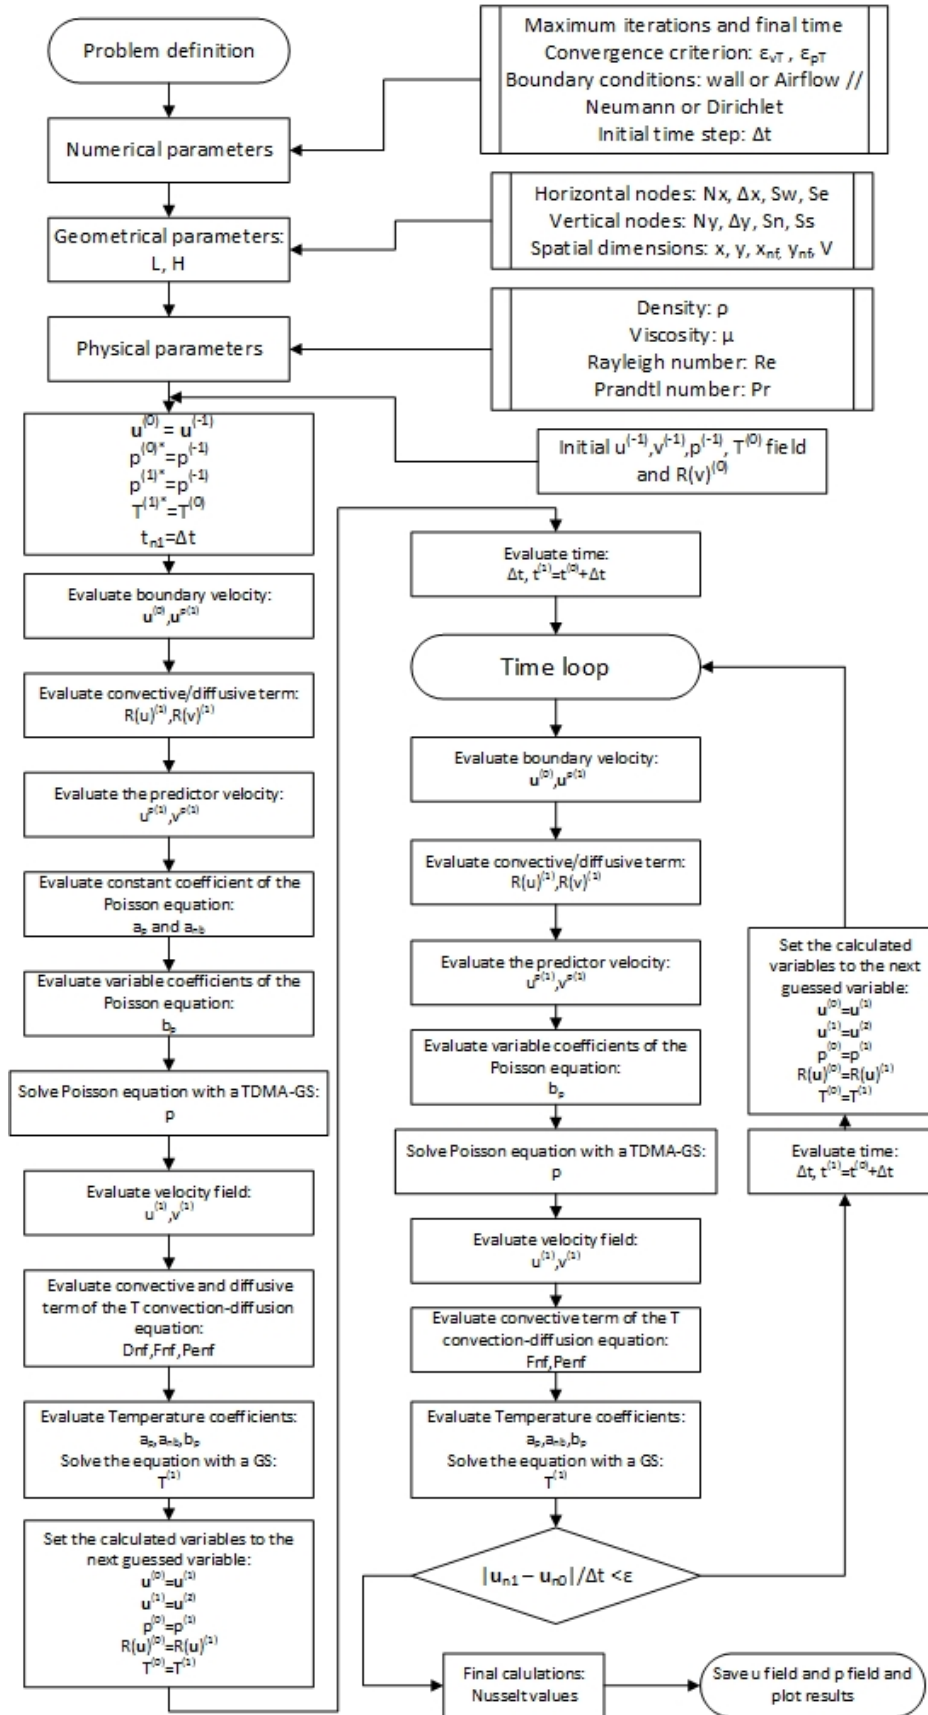 Problem definition
Maximum iterations and final time
Convergence criterion: εvT , εpT
Boundary conditions: wall or Airflow //
Neumann or Dirichlet
Initial time step: Δt
Numerical parameters
Horizontal nodes: Nx, Δx, Sw, Se
Vertical nodes: Ny, Δy, Sn, Ss
Spatial dimensions: x, y, xnf, ynf, V
Geometrical parameters:
L, H
Density: ρ
Viscosity: μ
Rayleigh number: Re
Prandtl number: Pr
Physical parameters
Initial u^(-1),v^(-1),p^(-1), T^(0) field
and R(v)^(0)
u^(0) = u^(-1)
p^(0)*=p^(-1)
p^(1)*=p^(-1)
T^(1)*=T^(0)
tn1=Δt
Evaluate boundary velocity:
u^(0),u^p(1)
Evaluate convective/diffusive term:
R(u)^(1),R(v)^(1)
Evaluate the predictor velocity:
u^p(1),v^p(1)
Evaluate constant coefficient of the
Poisson equation:
ap and anb
Evaluate variable coefficients of the
Poisson equation:
bp
Solve Poisson equation with a TDMA-GS:
p
Evaluate velocity field:
u^(1),v^(1)
Evaluate convective and diffusive
term of the T convection-diffusion
equation:
Dnf,Fnf,Penf
Evaluate Temperature coefficients:
ap,anb,bp
Solve the equation with a GS:
T^(1)
Set the calculated variables to the
next guessed variable:
u^(0)=u^(1)
u^(1)=u^(2)
p^(0)=p^(1)
R(u)^(0)=R(u)^(1)
T^(0)=T^(1)
Evaluate time:
Δt, t^(1)=t^(0)+Δt
Time loop
Evaluate boundary velocity:
u^(0),u^p(1)
Evaluate convective/diffusive term:
R(u)^(1),R(v)^(1)
Evaluate the predictor velocity:
u^p(1),v^p(1)
Evaluate variable coefficients of the
Poisson equation:
bp
Solve Poisson equation with a TDMA-GS:
p
Evaluate velocity field:
u^(1),v^(1)
Evaluate convective term of the T
convection-diffusion equation:
Fnf,Penf
Evaluate Temperature coefficients:
ap,anb,bp
Solve the equation with a GS:
T^(1)
|un1 – un0|/Δt <ε
Set the calculated
variables to the next
guessed variable:
u^(0)=u^(1)
u^(1)=u^(2)
p^(0)=p^(1)
R(u)^(0)=R(u)^(1)
T^(0)=T^(1)
Evaluate time:
Δt, t^(1)=t^(0)+Δt
Final calulations:
Nusselt values
Save u field and p field and
plot results